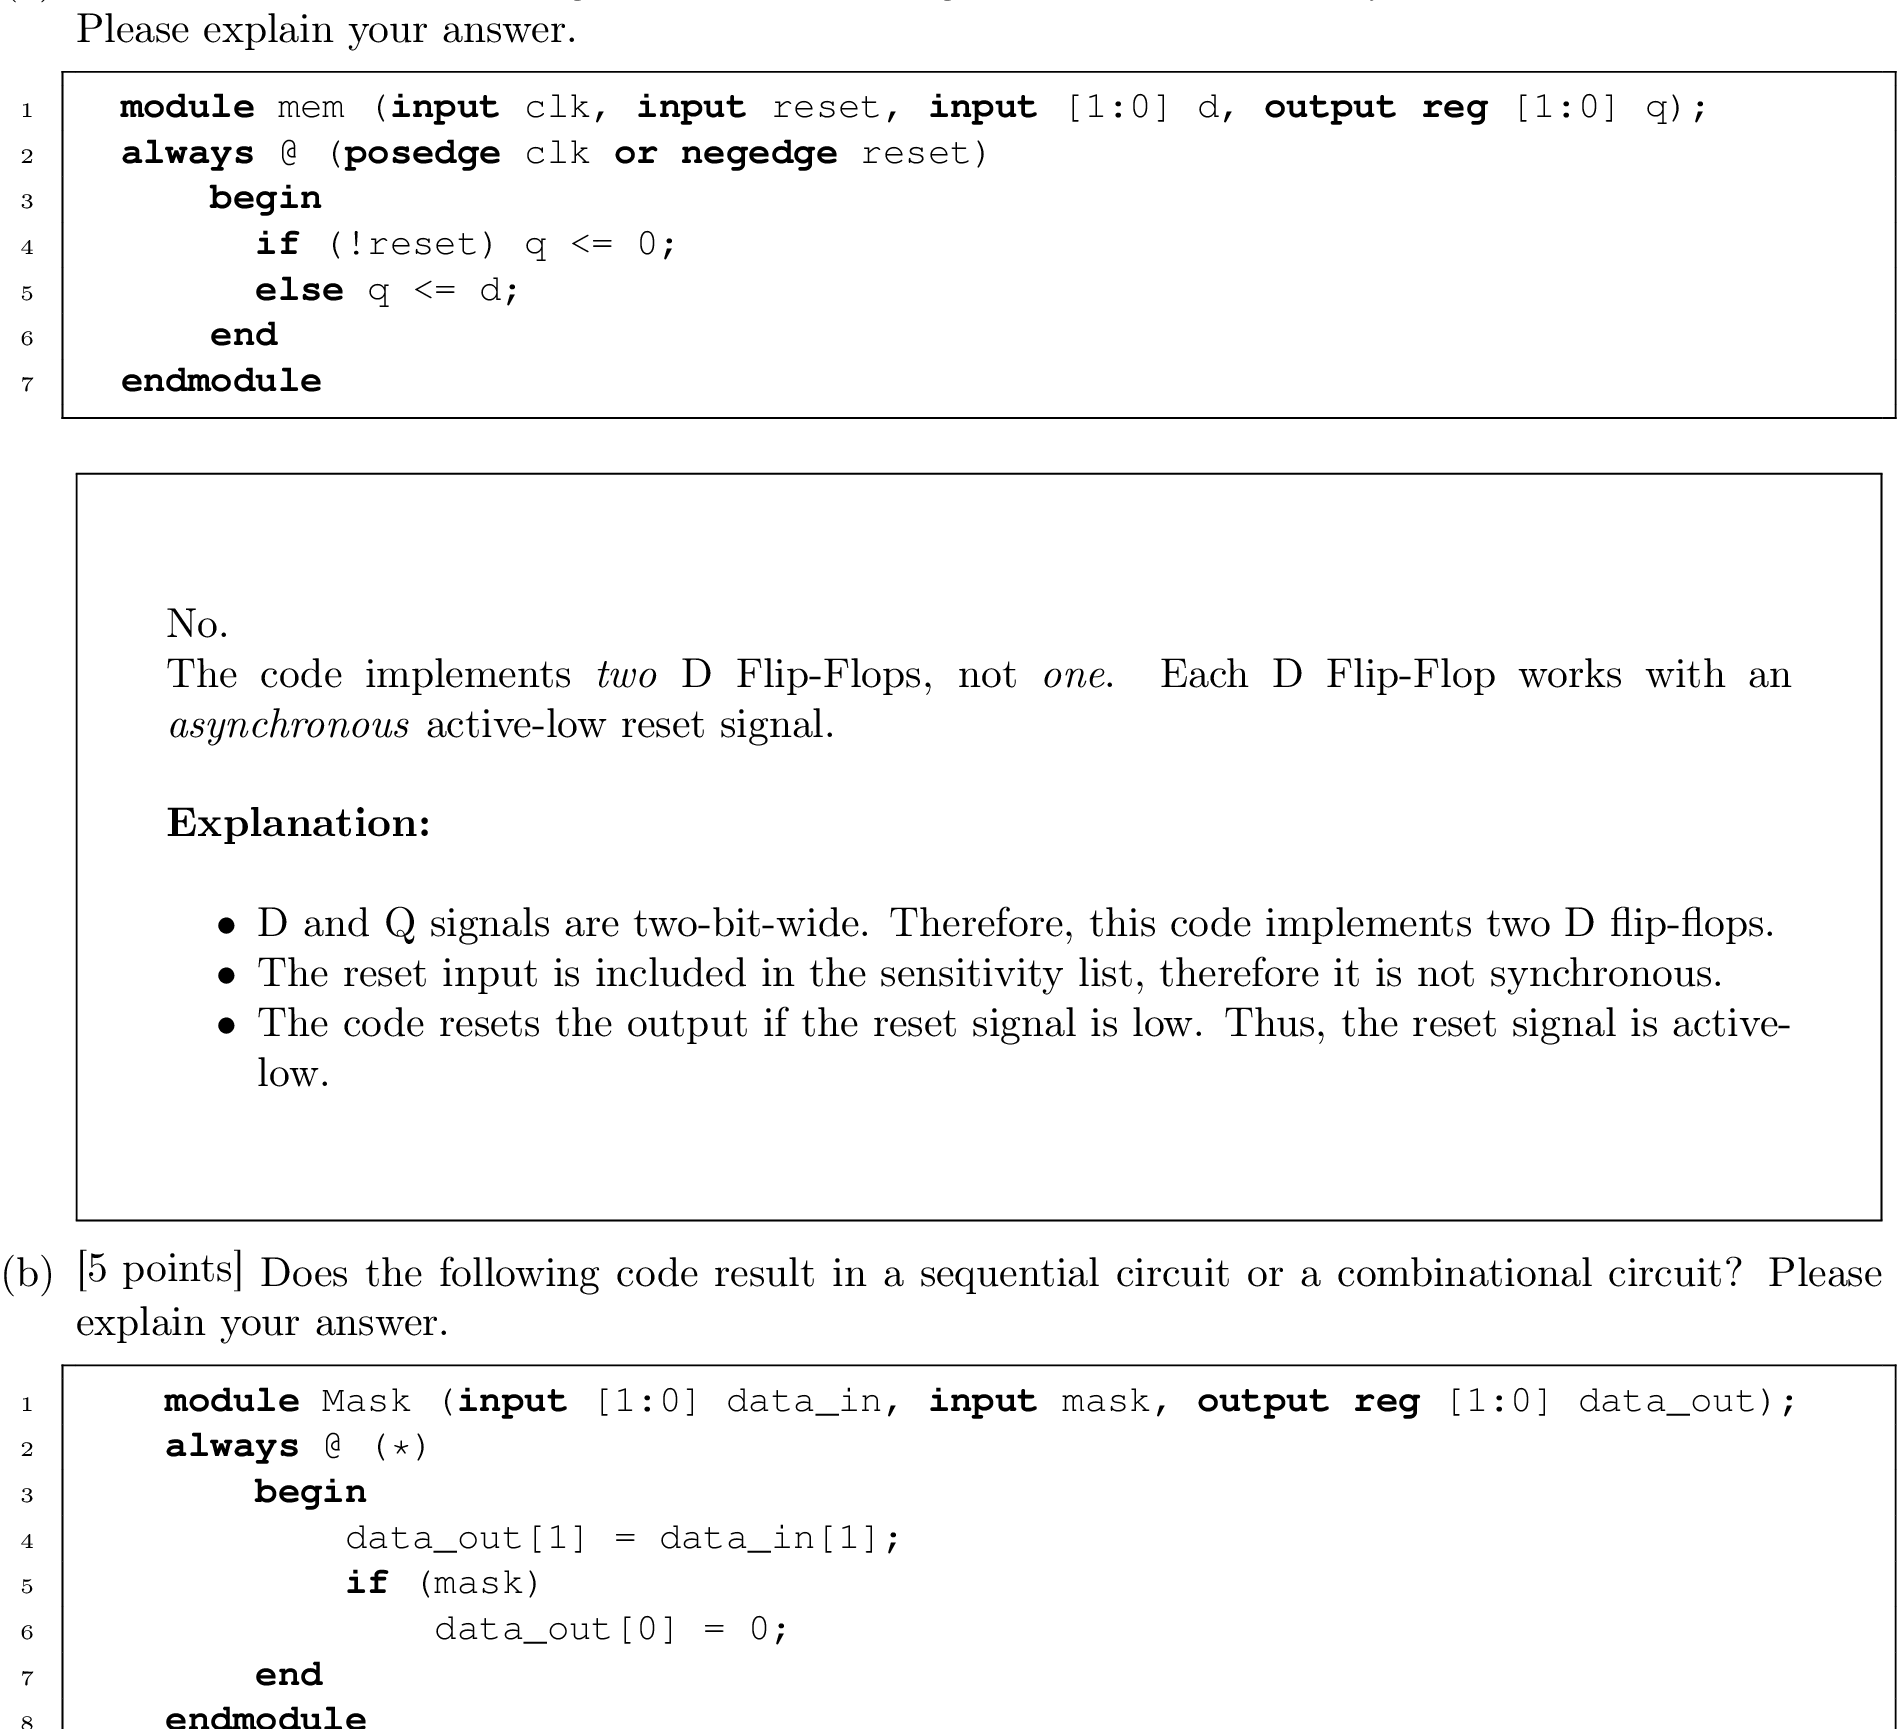 Please explain your answer.
1 module mem (input clk, input reset, input [1:0] d, output reg [1:0] q);
2 always @ (posedge clk or negedge reset)
3 begin
4 if (!reset) q <= 0;
5 else q <= d;
6 end
7 endmodule
No.
The code implements two D Flip-Flops, not one. Each D Flip-Flop works with an
asynchronous active-low reset signal.
Explanation:
• D and Q signals are two-bit-wide. Therefore, this code implements two D flip-flops.
• The reset input is included in the sensitivity list, therefore it is not synchronous.
• The code resets the output if the reset signal is low. Thus, the reset signal is active-
low.
(b) [5 points] Does the following code result in a sequential circuit or a combinational circuit? Please
explain your answer.
1 module Mask (input [1:0] data_in, input mask, output reg [1:0] data_out);
2 always @ (*)
3 begin
4 data_out[1] = data_in[1];
5 if (mask)
6 data_out[0] = 0;
7 end
8 endmodule